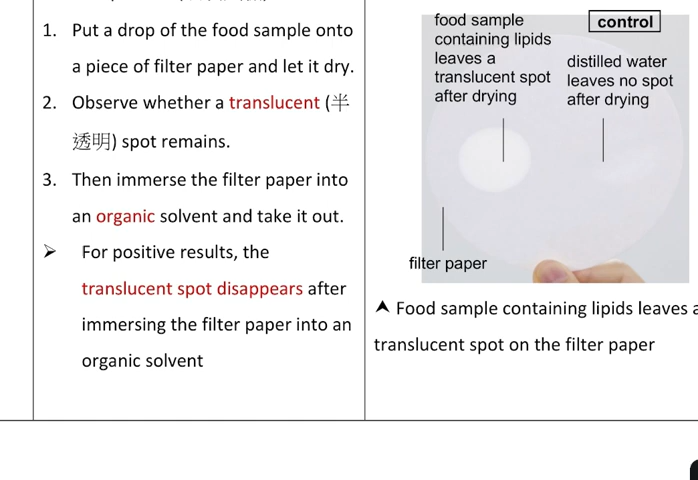 1. Put a drop of the food sample onto
a piece of filter paper and let it dry.
2. Observe whether a translucent (半
透明) spot remains.
3. Then immerse the filter paper into
an organic solvent and take it out.
➢ For positive results, the
translucent spot disappears after
immersing the filter paper into an
organic solvent
food sample
containing lipids
leaves a
translucent spot
after drying
control
distilled water
leaves no spot
after drying
filter paper
⮝ Food sample containing lipids leaves a
translucent spot on the filter paper